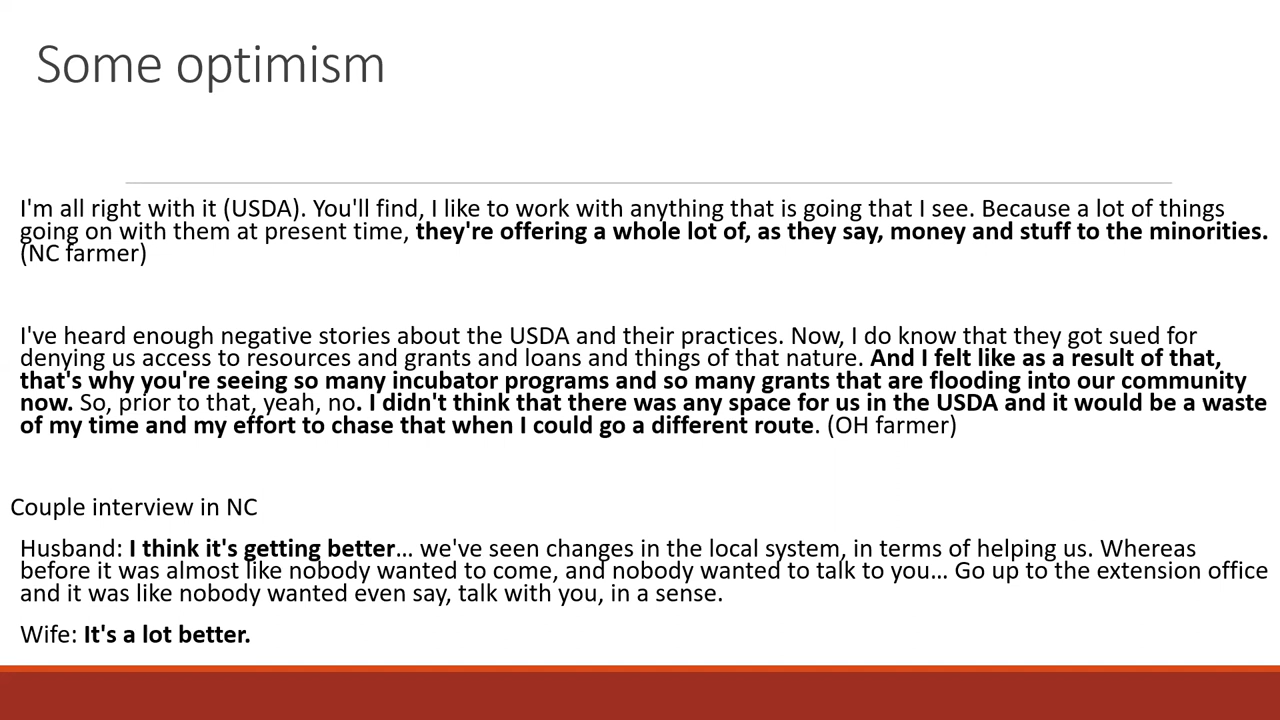 Some optimism
I'm all right with it (USDA). You'll find, I like to work with anything that is going that I see. Because a lot of things
going on with them at present time, they're offering a whole lot of, as they say, money and stuff to the minorities.
(NC farmer)
I've heard enough negative stories about the USDA and their practices. Now, I do know that they got sued for
denying us access to resources and grants and loans and things of that nature. And I felt like as a result of that,
that's why you're seeing so many incubator programs and so many grants that are flooding into our community
now. So, prior to that, yeah, no. I didn't think that there was any space for us in the USDA and it would be a waste
of my time and my effort to chase that when I could go a different route. (OH farmer)
Couple interview in NC
Husband: I think it's getting better... we've seen changes in the local system, in terms of helping us. Whereas
before it was almost like nobody wanted to come, and nobody wanted to talk to you... Go up to the extension office
and it was like nobody wanted even say, talk with you, in a sense.
Wife: It's a lot better.